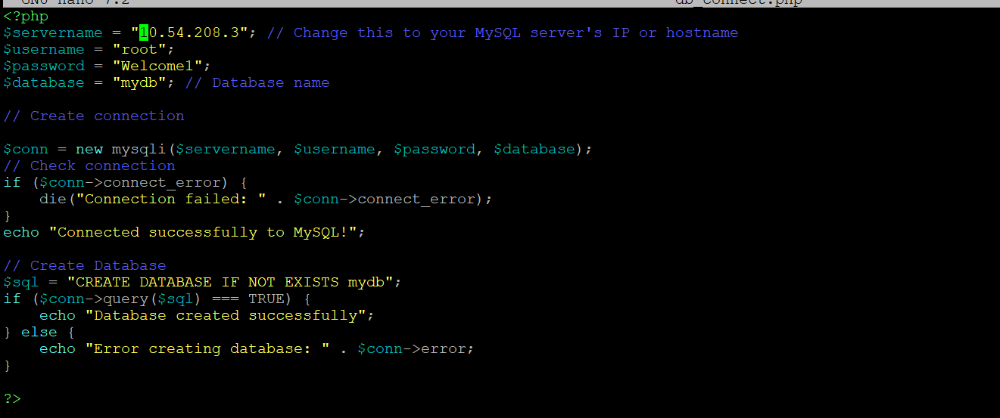 GNU nano 7.2 db_connect.php
<?php
$servername = "10.54.208.3"; // Change this to your MySQL server's IP or hostname
$username = "root";
$password = "Welcome1";
$database = "mydb"; // Database name

// Create connection

$conn = new mysqli($servername, $username, $password, $database);
// Check connection
if ($conn->connect_error) {
    die("Connection failed: " . $conn->connect_error);
}
echo "Connected successfully to MySQL!";

// Create Database
$sql = "CREATE DATABASE IF NOT EXISTS mydb";
if ($conn->query($sql) === TRUE) {
    echo "Database created successfully";
} else {
    echo "Error creating database: " . $conn->error;
}

?>